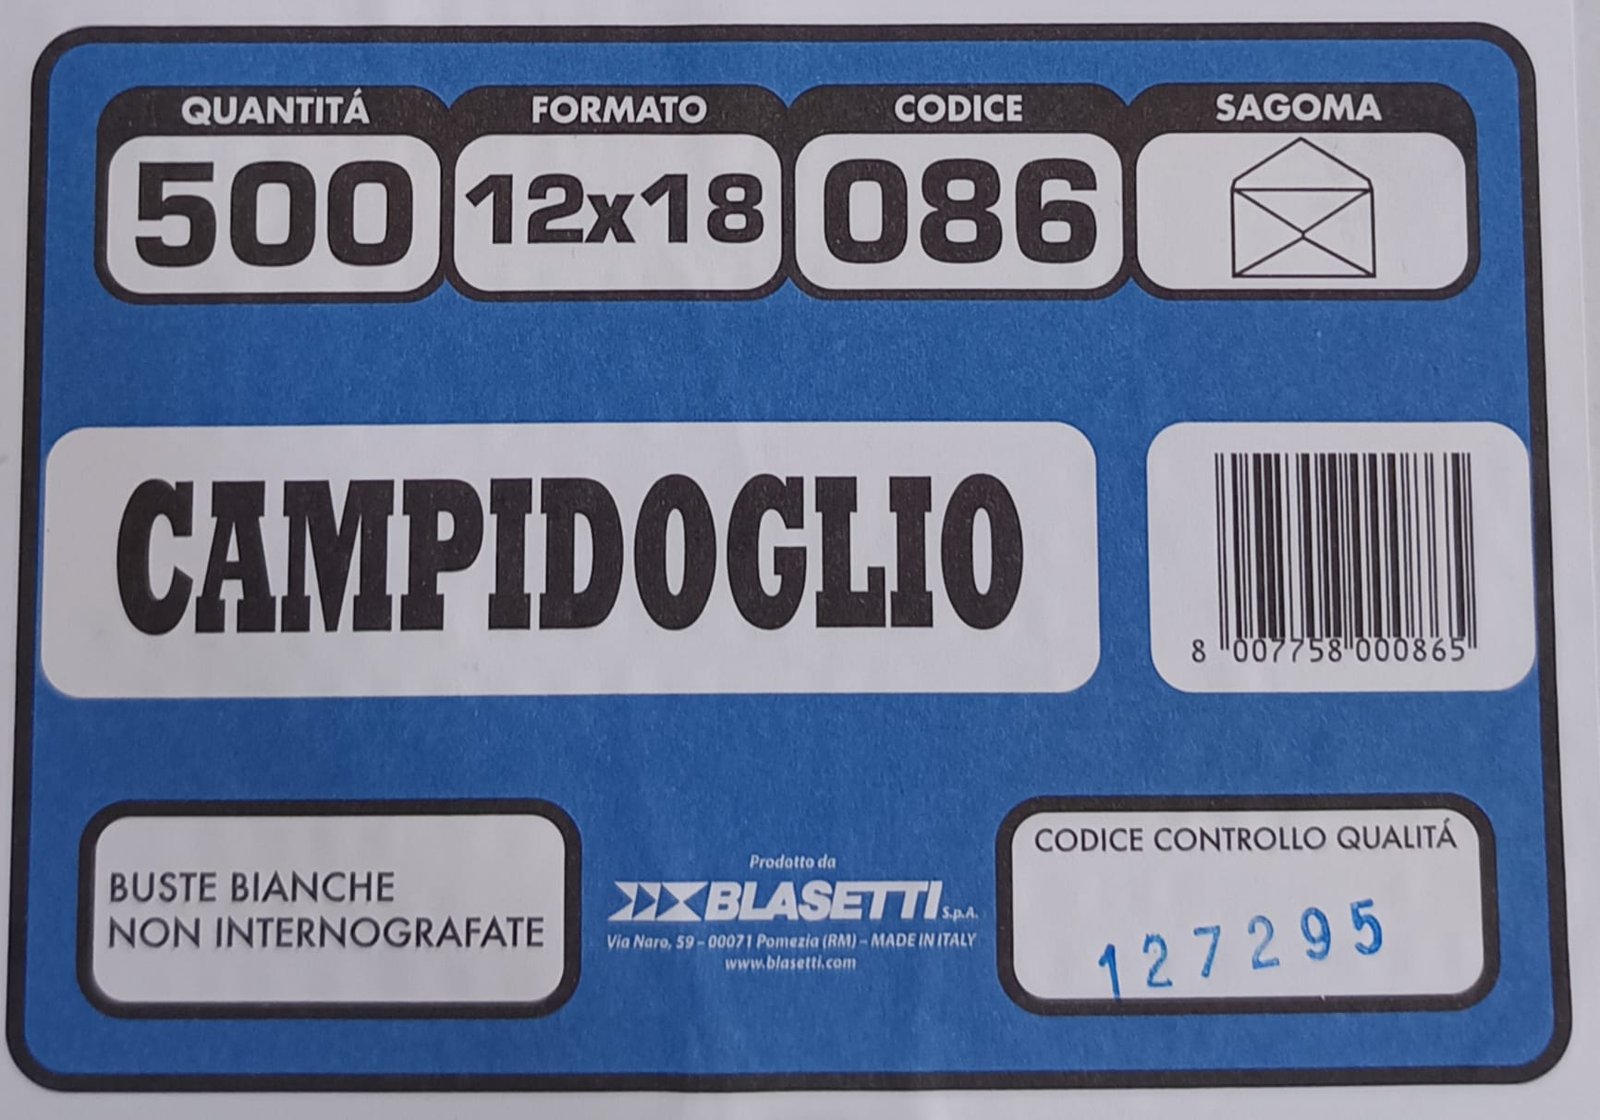 QUANTITÁ FORMATO CODICE SAGOMA
500 12x18 086
CAMPIDOGLIO
8 007758 000865
BUSTE BIANCHE
NON INTERNOGRAFATE
Prodotto da
BLASETTI S.p.A.
Via Naro, 59 - 00071 Pomezia (RM) - MADE IN ITALY
www.blasetti.com
CODICE CONTROLLO QUALITÁ
127295